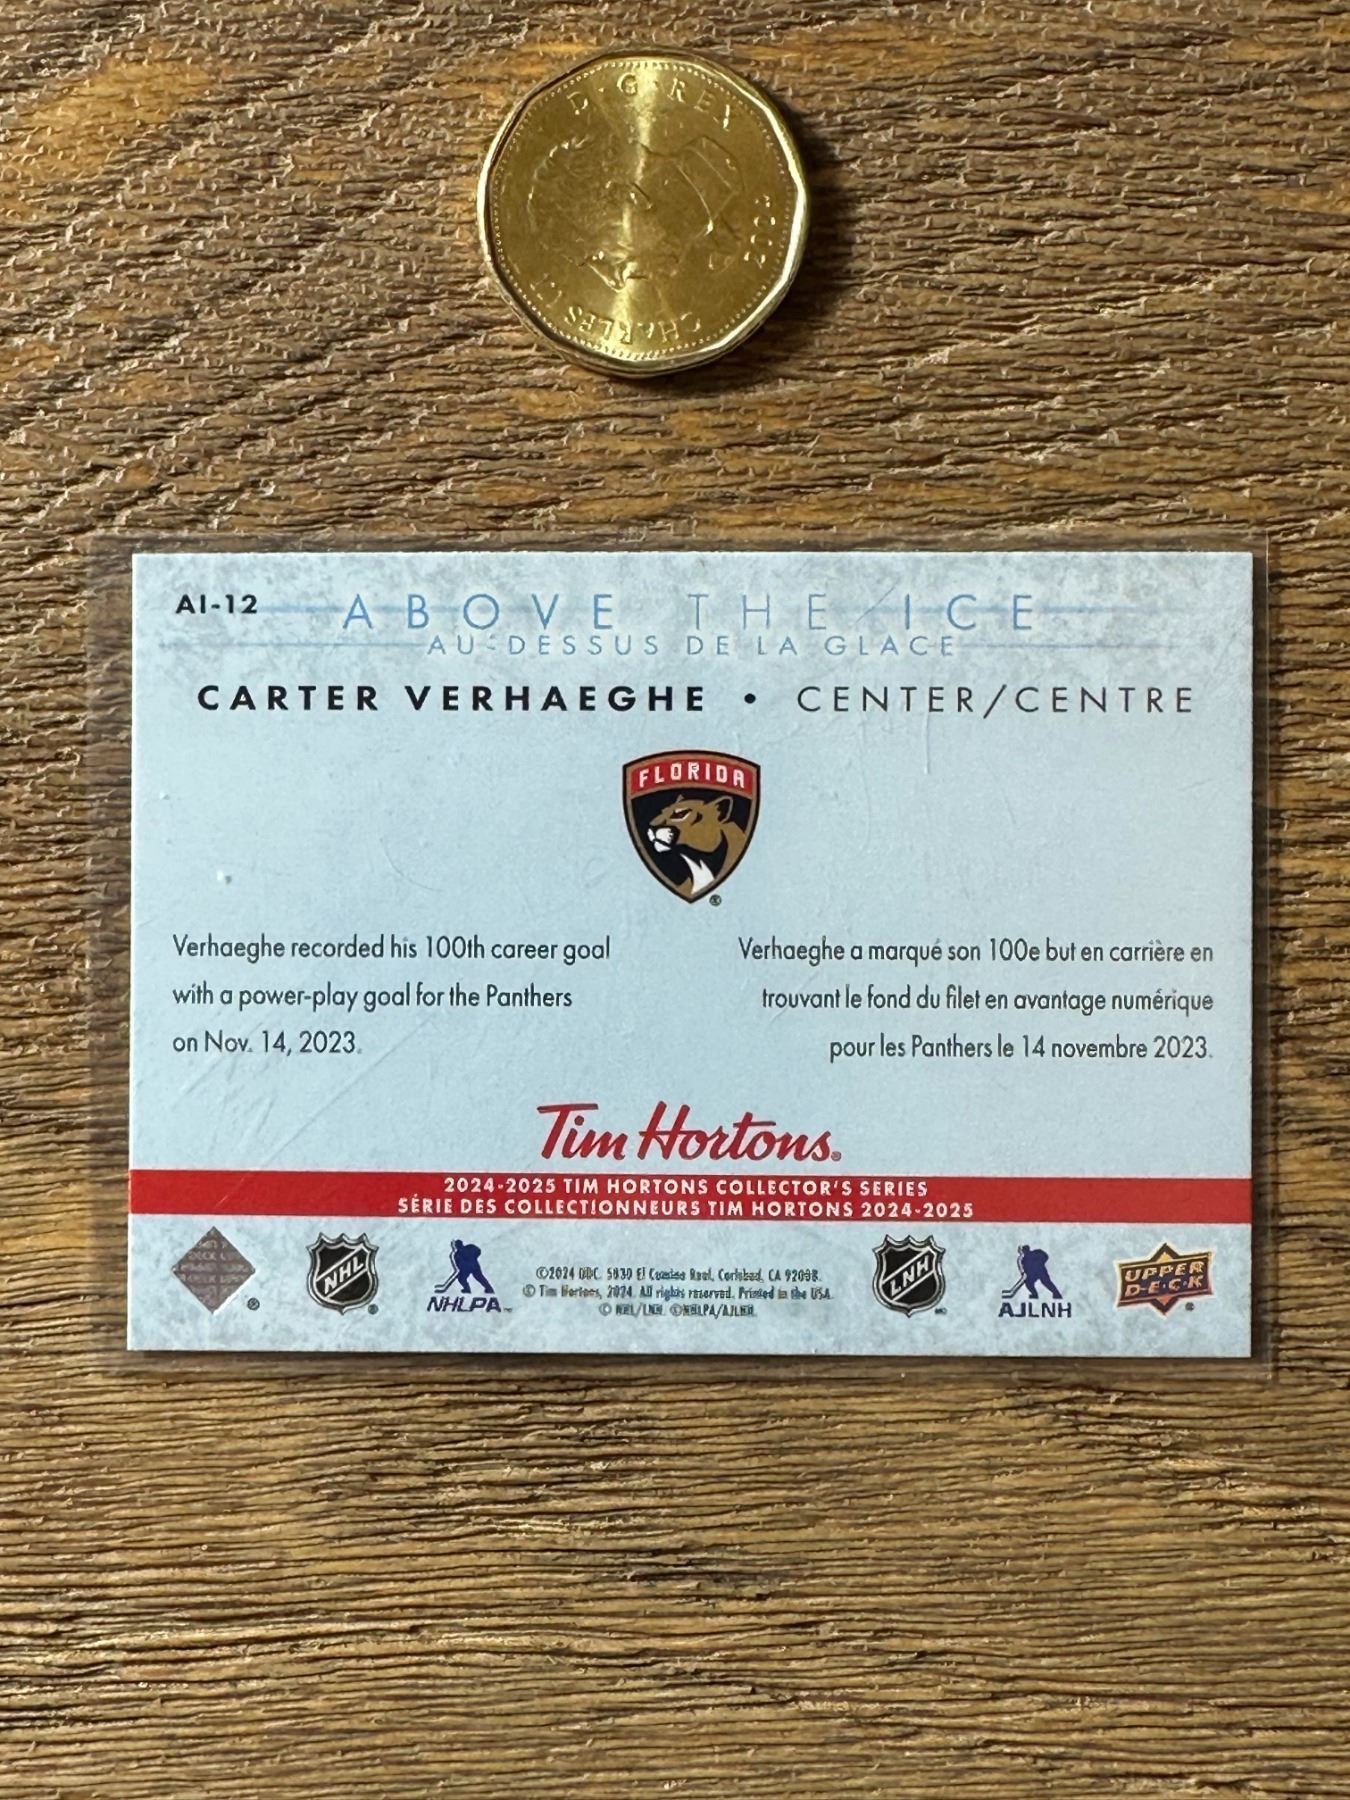 D·G·REX
CHARLES III
AI-12
ABOVE THE ICE
AU-DESSUS DE LA GLACE
CARTER VERHAEGHE • CENTER/CENTRE
FLORIDA
®
Verhaeghe recorded his 100th career goal
with a power-play goal for the Panthers
on Nov. 14, 2023.
Verhaeghe a marqué son 100e but en carrière en
trouvant le fond du filet en avantage numérique
pour les Panthers le 14 novembre 2023.
Tim Hortons®
2024-2025 TIM HORTONS COLLECTOR'S SERIES
SÉRIE DES COLLECTIONNEURS TIM HORTONS 2024-2025
NHL
NHLPA™
©2024 UDC. 5830 El Camino Real, Carlsbad, CA 92008.
© Tim Hortons, 2024. All rights reserved. Printed in the USA.
© NHL/LNH. ©NHLPA/AJLNH.
LNH
AJLNH
UPPER
D·E·C·K
®